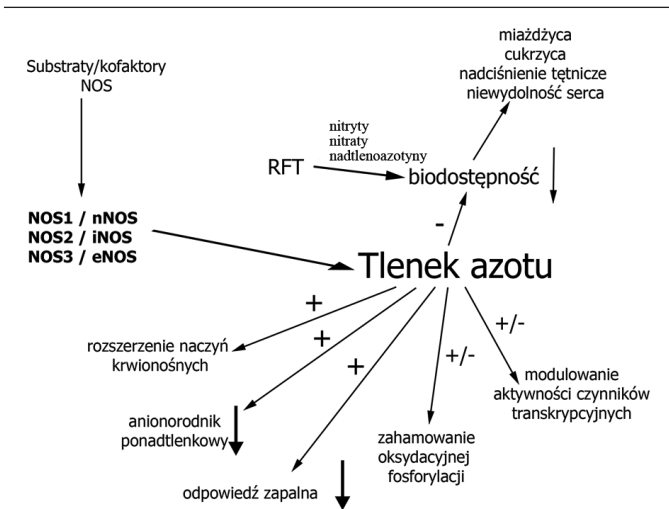 miażdżyca
cukrzyca
nadciśnienie tętnicze
niewydolność serca
Substraty/kofaktory
NOS
nitryty
nitraty
nadtlenoazotyny
RFT
biodostępność
NOS1 / nNOS
NOS2 / iNOS
NOS3 / eNOS
-
Tlenek azotu
+
+
+
+/-
+/-
rozszerzenie naczyń
krwionośnych
modulowanie
aktywności czynników
transkrypcyjnych
anionorodnik
ponadtlenkowy
zahamowanie
oksydacyjnej
fosforylacji
odpowiedź zapalna